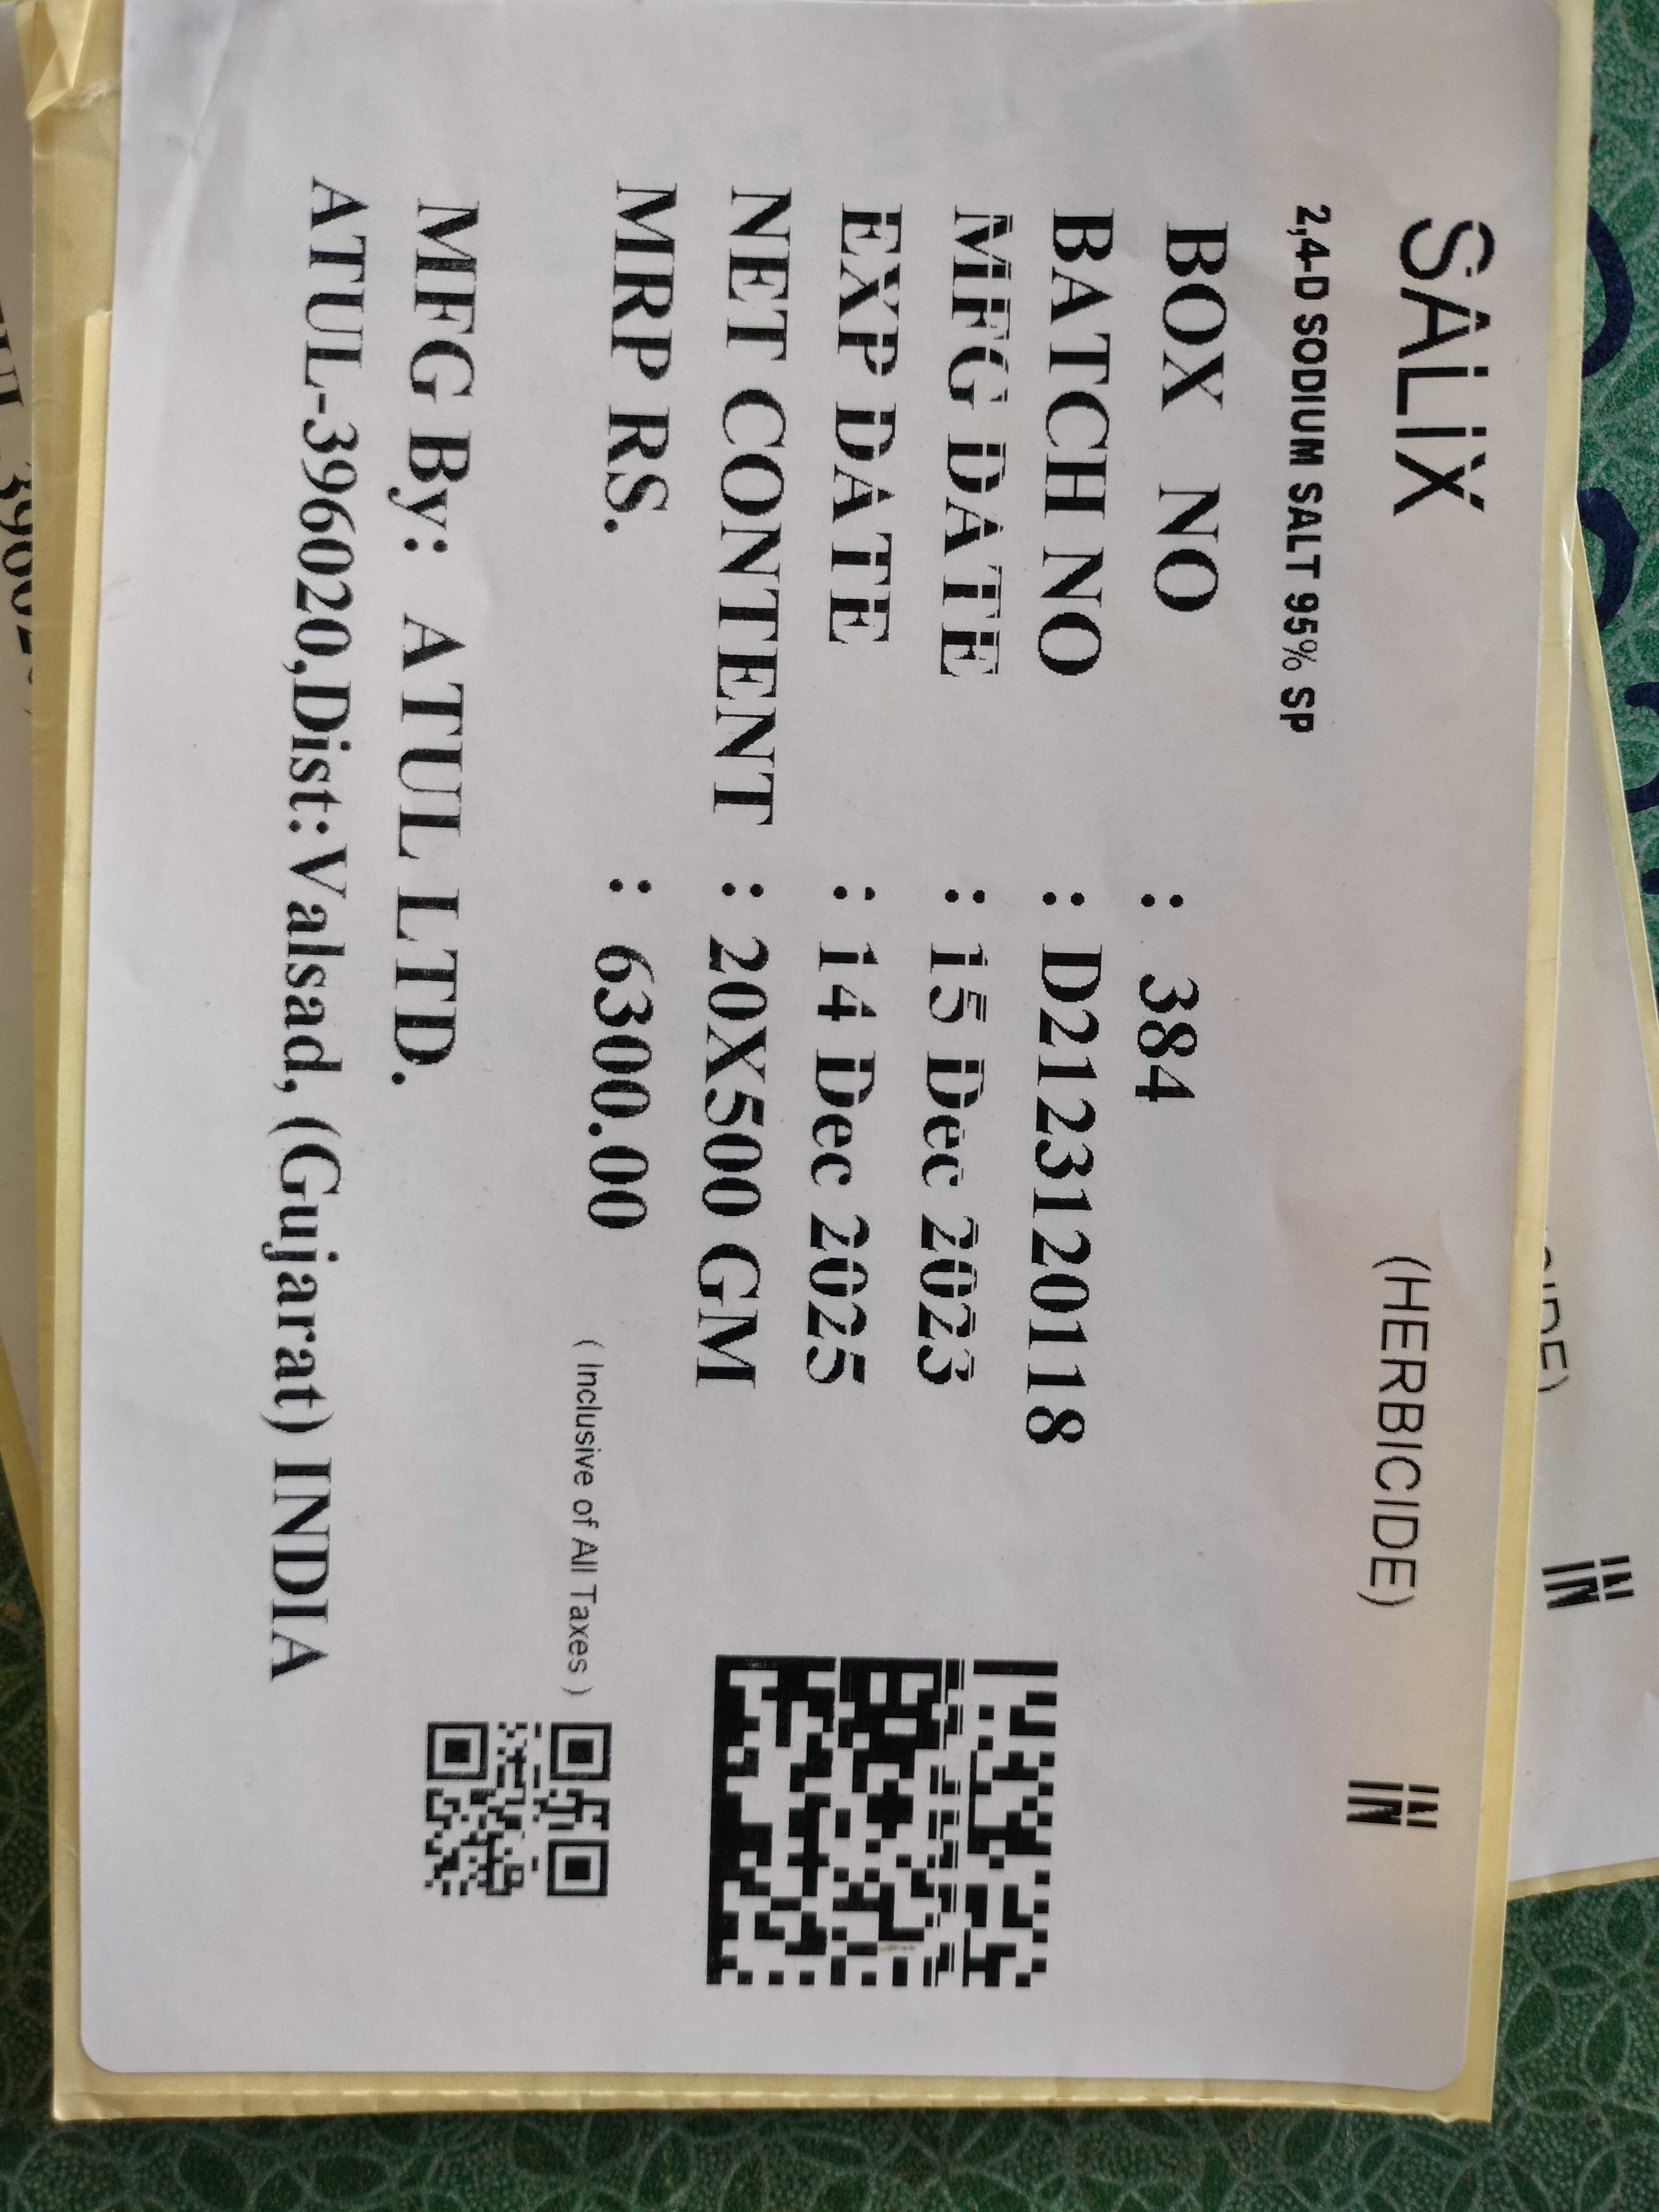 SALIX (HERBICIDE) IN
2,4-D SODIUM SALT 95% SP
BOX NO : 384
BATCH NO : D2123120118
MFG DATE : 15 Dec 2023
EXP DATE : 14 Dec 2025
NET CONTENT : 20X500 GM
MRP RS. : 6300.00 ( Inclusive of All Taxes )
MFG By: ATUL LTD.
ATUL-396020,Dist:Valsad, (Gujarat) INDIA
IN